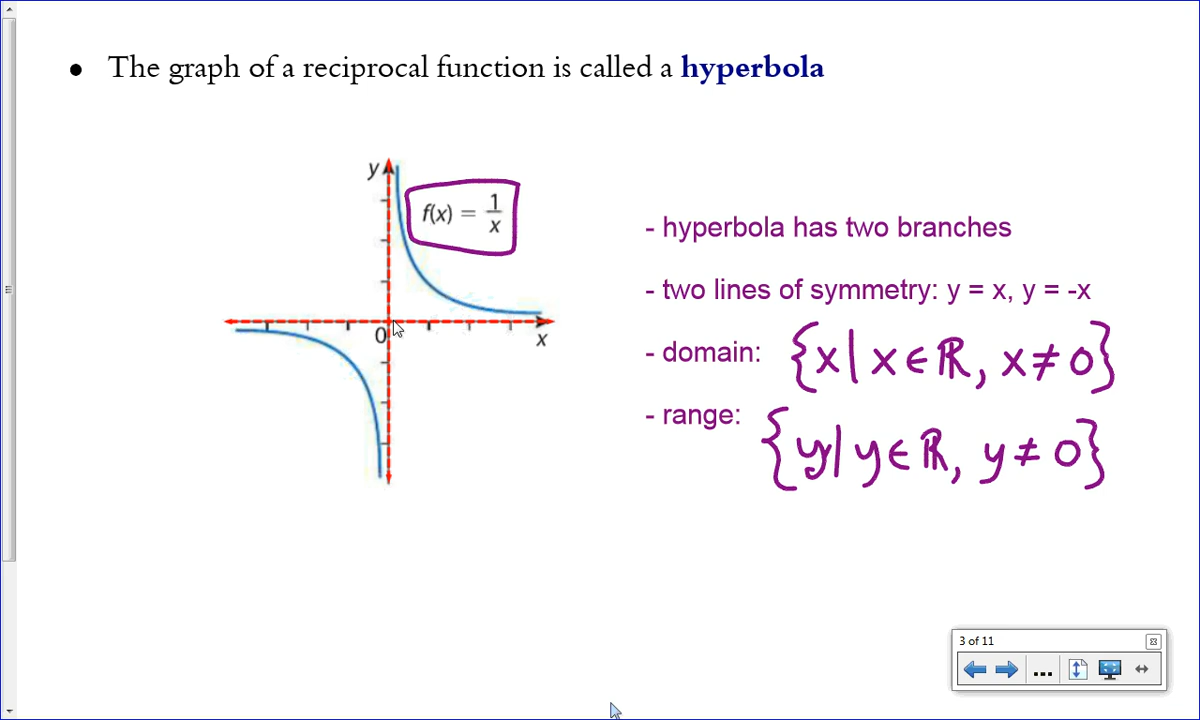 • The graph of a reciprocal function is called a hyperbola
y
f(x) = 1/x
0
x
- hyperbola has two branches
- two lines of symmetry: y = x, y = -x
- domain: {x| x∈ℝ, x≠0}
- range: {y| y∈ℝ, y≠0}
3 of 11
...